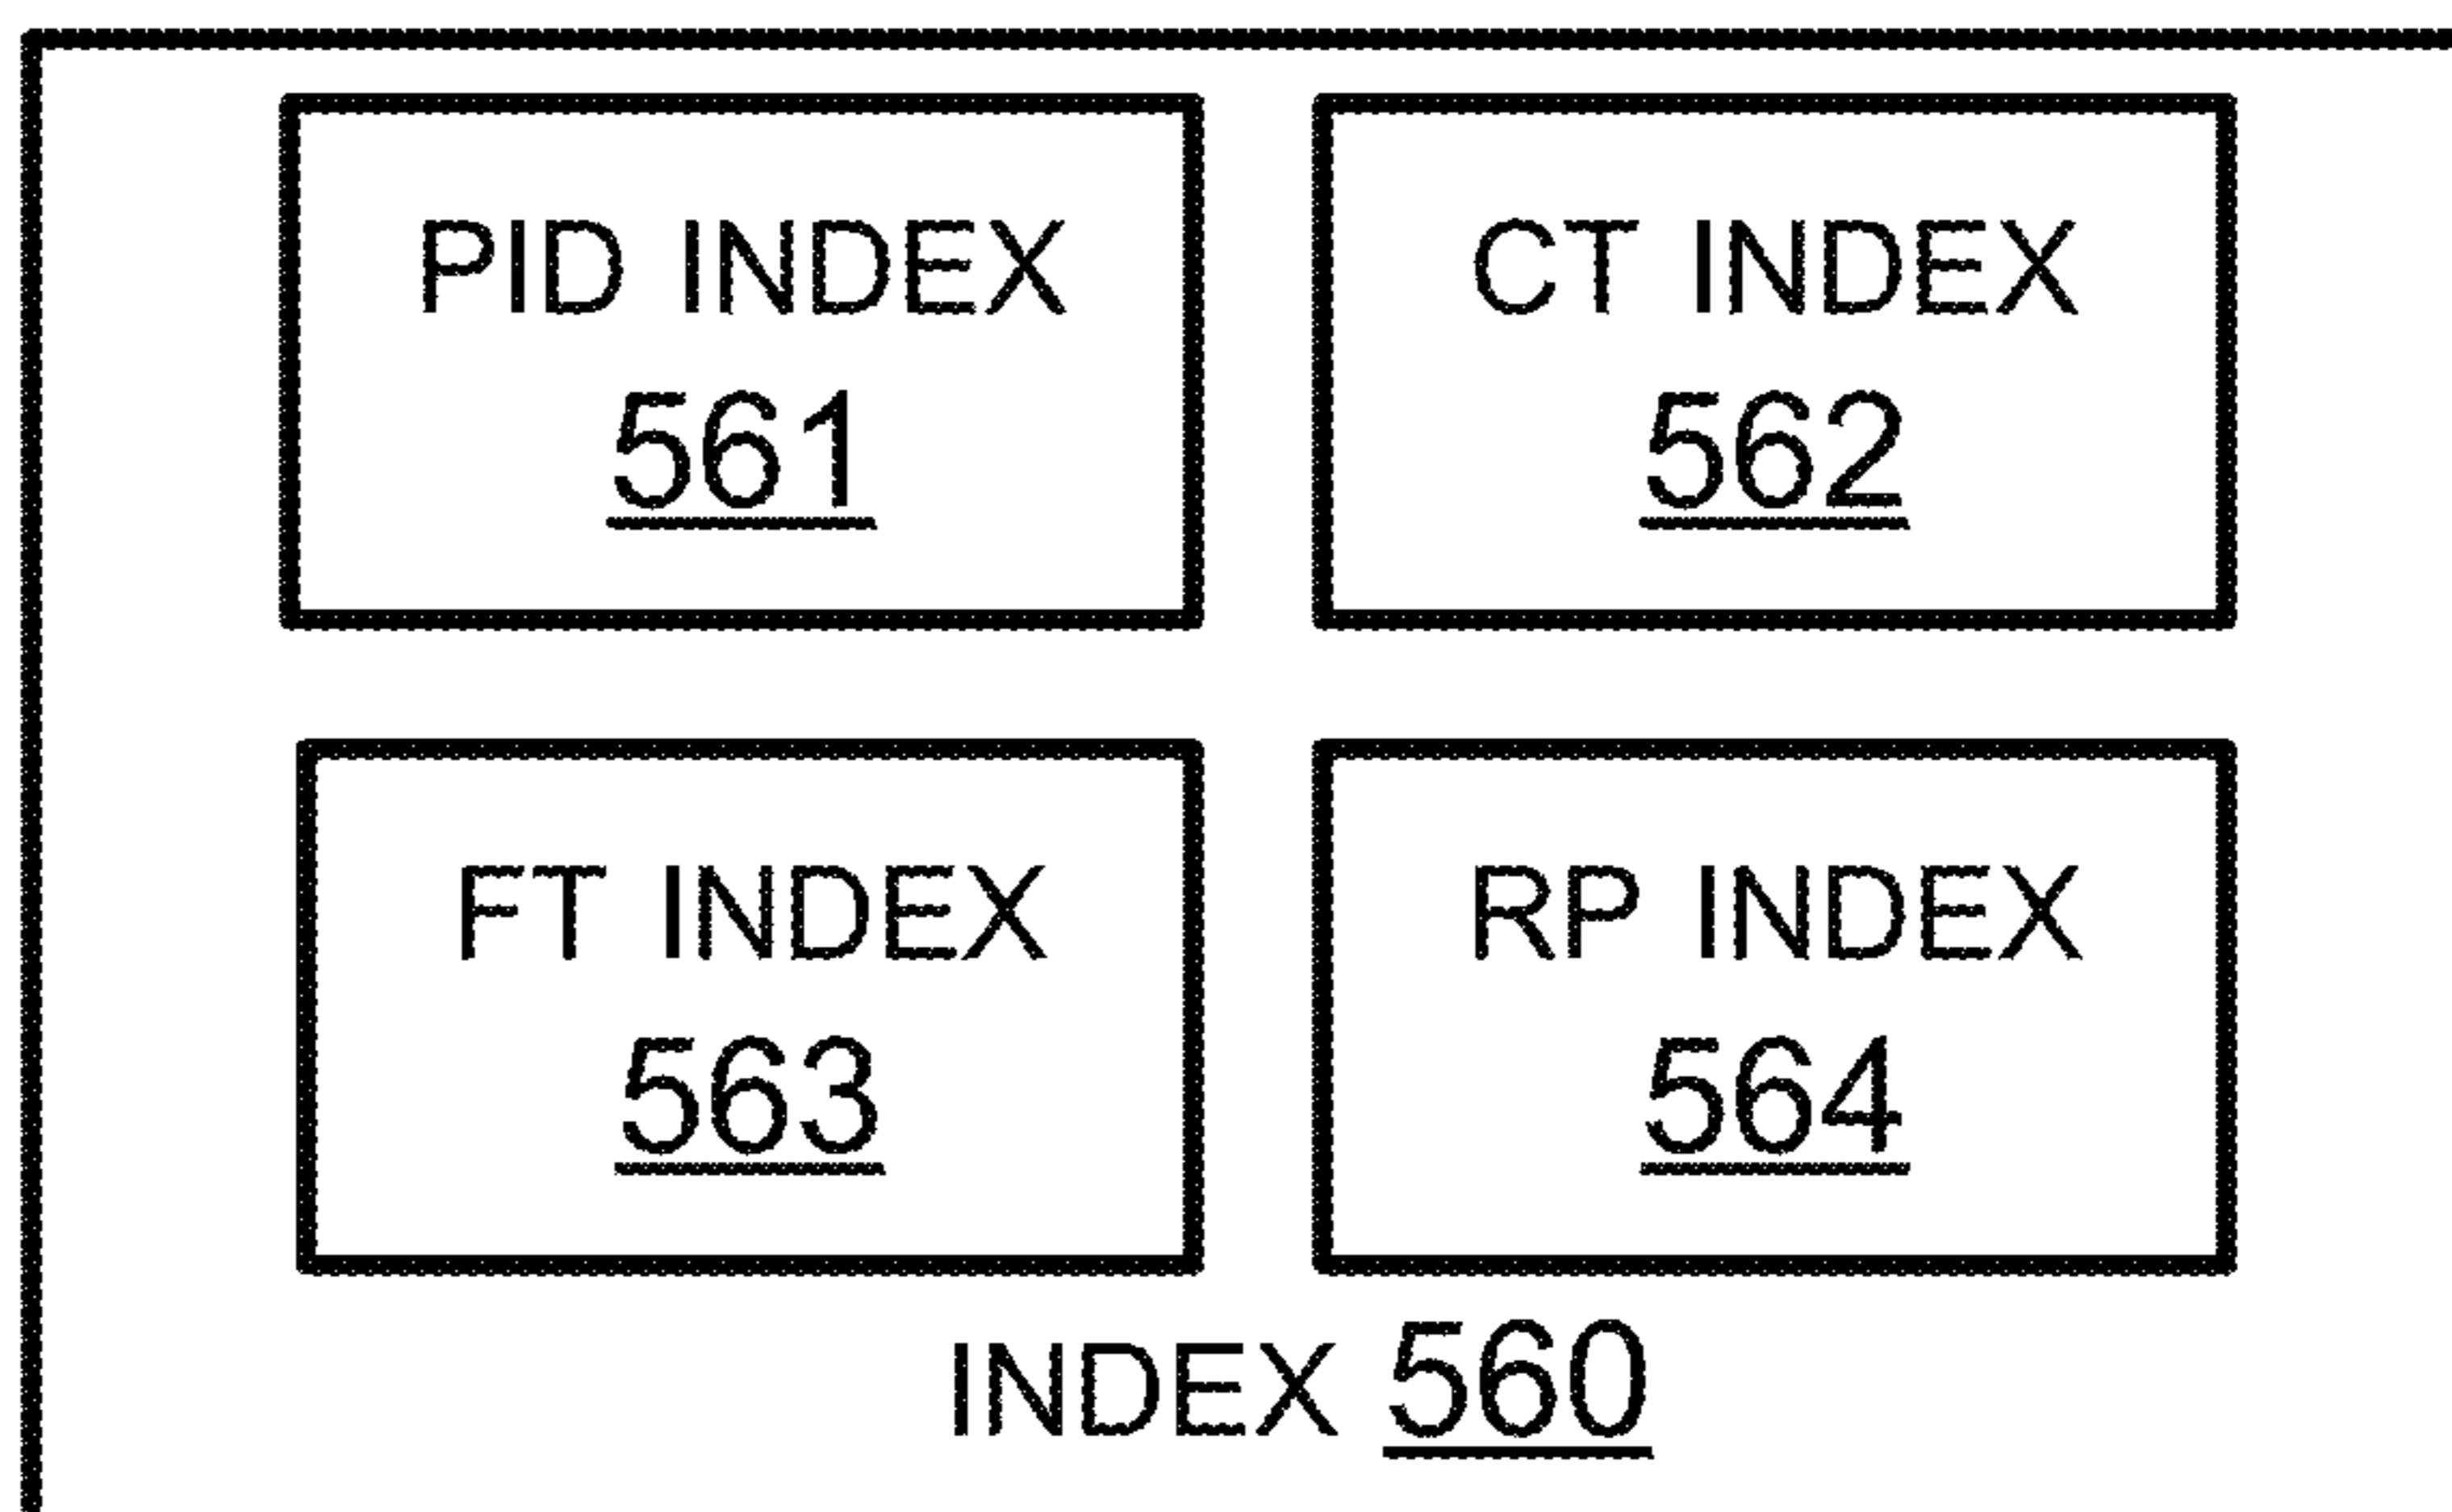 PID INDEX
561
CT INDEX
562
FT INDEX
563
RP INDEX
564
INDEX 560